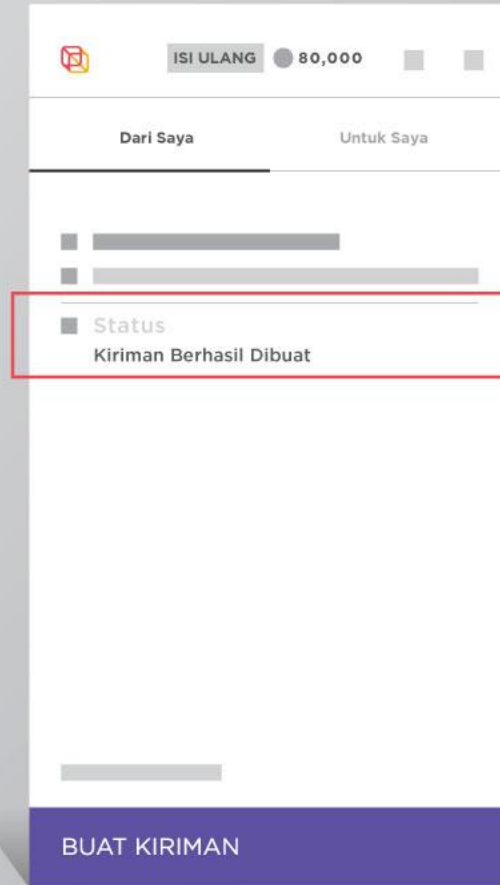 ISI ULANG 80,000
Dari Saya Untuk Saya
Status
Kiriman Berhasil Dibuat
BUAT KIRIMAN